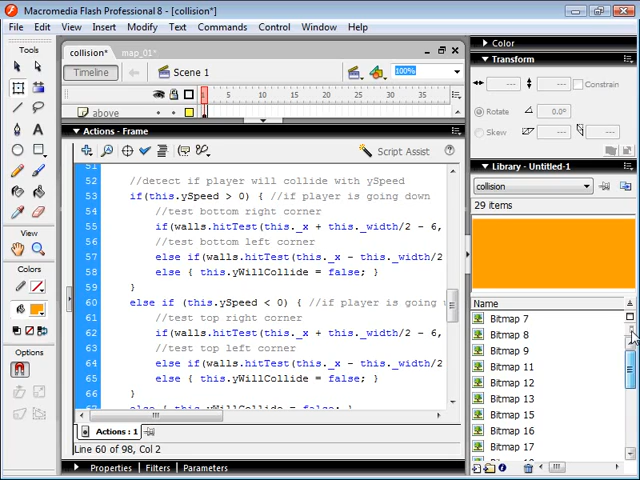 Macromedia Flash Professional 8 - [collision*]
File Edit View Insert Modify Text Commands Control Window Help
Tools
collision* map_01*
Timeline Scene 1 100%
1 5 10 15 20 25 30 35
above
Actions - Frame
Script Assist
51
52 //detect if player will collide with ySpeed
53 if(this.ySpeed > 0) { //if player is going down
54 //test bottom right corner
55 if(walls.hitTest(this._x + this._width/2 - 6,
56 //test bottom left corner
57 else if(walls.hitTest(this._x - this._width/2
58 else { this.yWillCollide = false; }
59 }
60 else if (this.ySpeed < 0) { //if player is going
61 //test top right corner
62 if(walls.hitTest(this._x + this._width/2 - 6,
63 //test top left corner
64 else if(walls.hitTest(this._x - this._width/2
65 else { this.yWillCollide = false; }
66 }
else { this.yWillCollide = false; }
Actions : 1
Line 60 of 98, Col 2
Properties Filters Parameters
View
Colors
Options
Color
Transform
Constrain
Rotate 0.0°
Skew
Library - Untitled-1
collision
29 items
Name
Bitmap 7
Bitmap 8
Bitmap 9
Bitmap 11
Bitmap 12
Bitmap 13
Bitmap 15
Bitmap 16
Bitmap 17